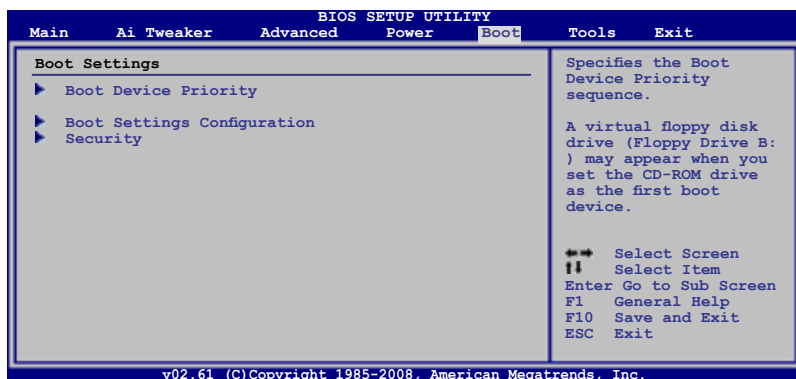 BIOS SETUP UTILITY
Main Ai Tweaker Advanced Power Boot Tools Exit
Boot Settings
Boot Device Priority
Boot Settings Configuration
Security
Specifies the Boot
Device Priority
sequence.
A virtual floppy disk
drive (Floppy Drive B:
) may appear when you
set the CD-ROM drive
as the first boot
device.
Select Screen
Select Item
Enter Go to Sub Screen
F1 General Help
F10 Save and Exit
ESC Exit
v02.61 (C)Copyright 1985-2008, American Megatrends, Inc.